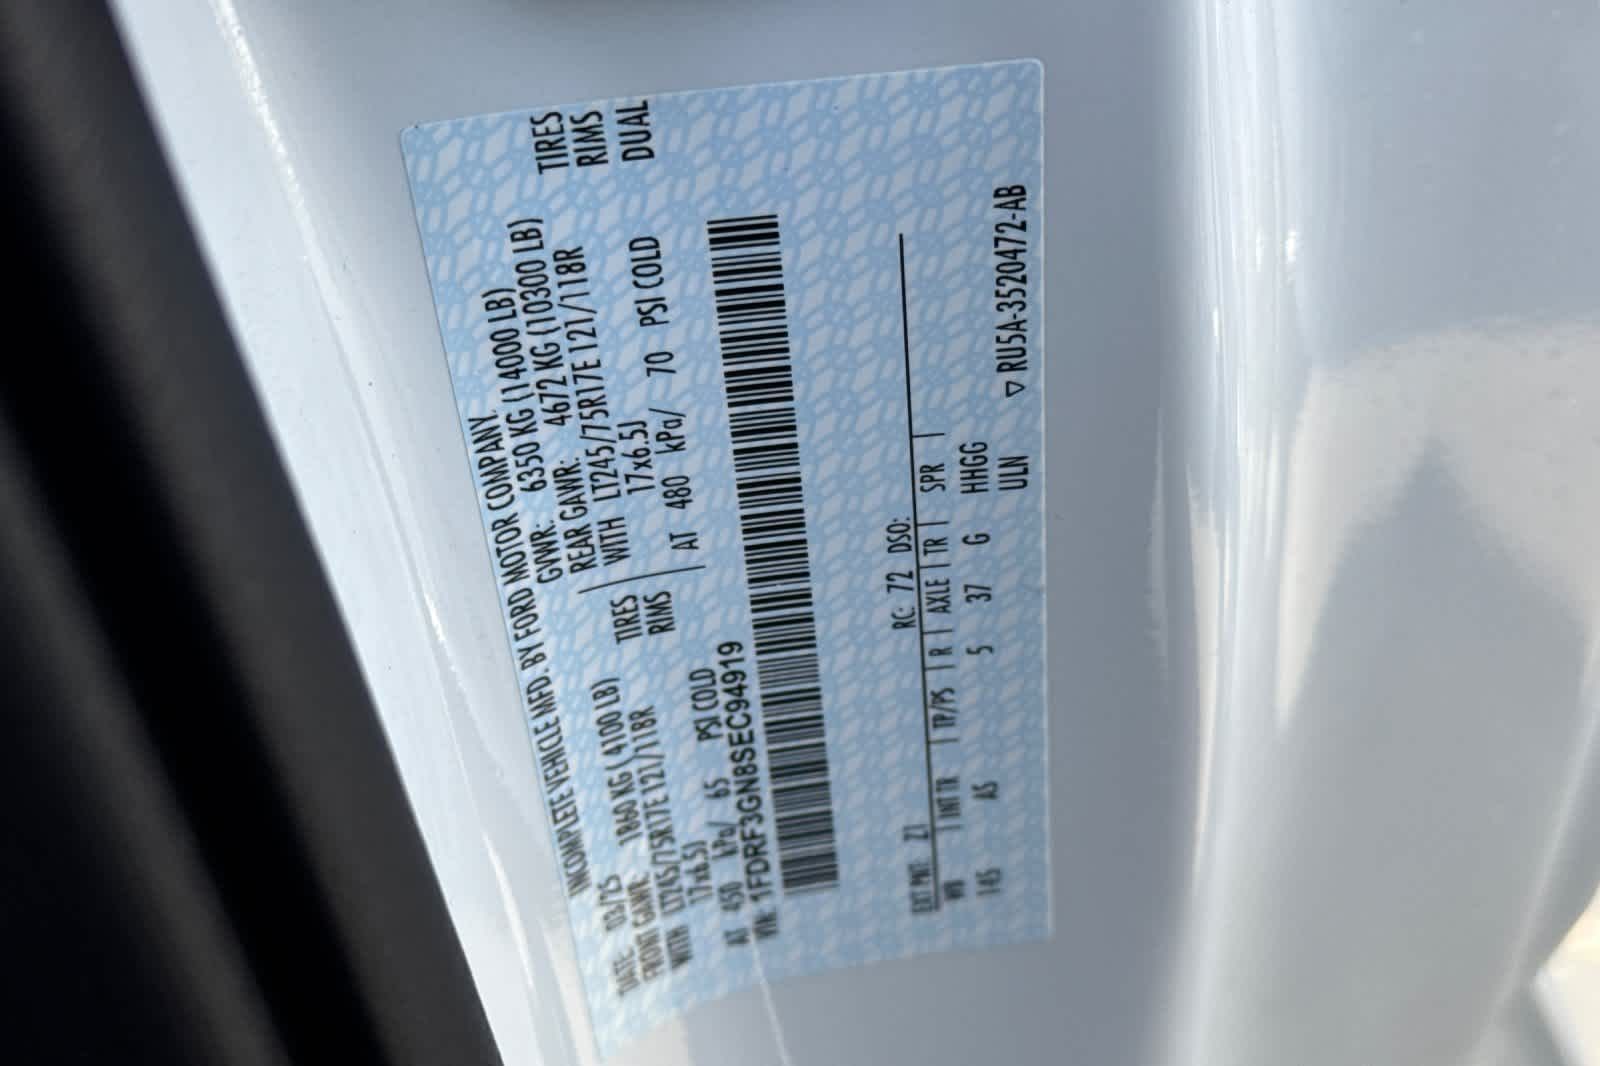 INCOMPLETE VEHICLE MFD. BY FORD MOTOR COMPANY.
DATE: 03/25 GVWR: 6350 KG (14000 LB)
FRONT GAWR: 1860 KG (4100 LB) REAR GAWR: 4672 KG (10300 LB)
WITH LT245/75R17E 121/118R TIRES WITH LT245/75R17E 121/118R TIRES
17x6.5J RIMS 17x6.5J RIMS
AT 450 kPa/ 65 PSI COLD AT 480 kPa/ 70 PSI COLD DUAL
VIN: 1FDRF3GN8SEC94919
EXT PNT: Z1 RC: 72 DSO:
WB INT TR TP/PS R AXLE TR SPR
145 AS 5 37 G HHGG
ULN ▽ RU5A-3520472-AB